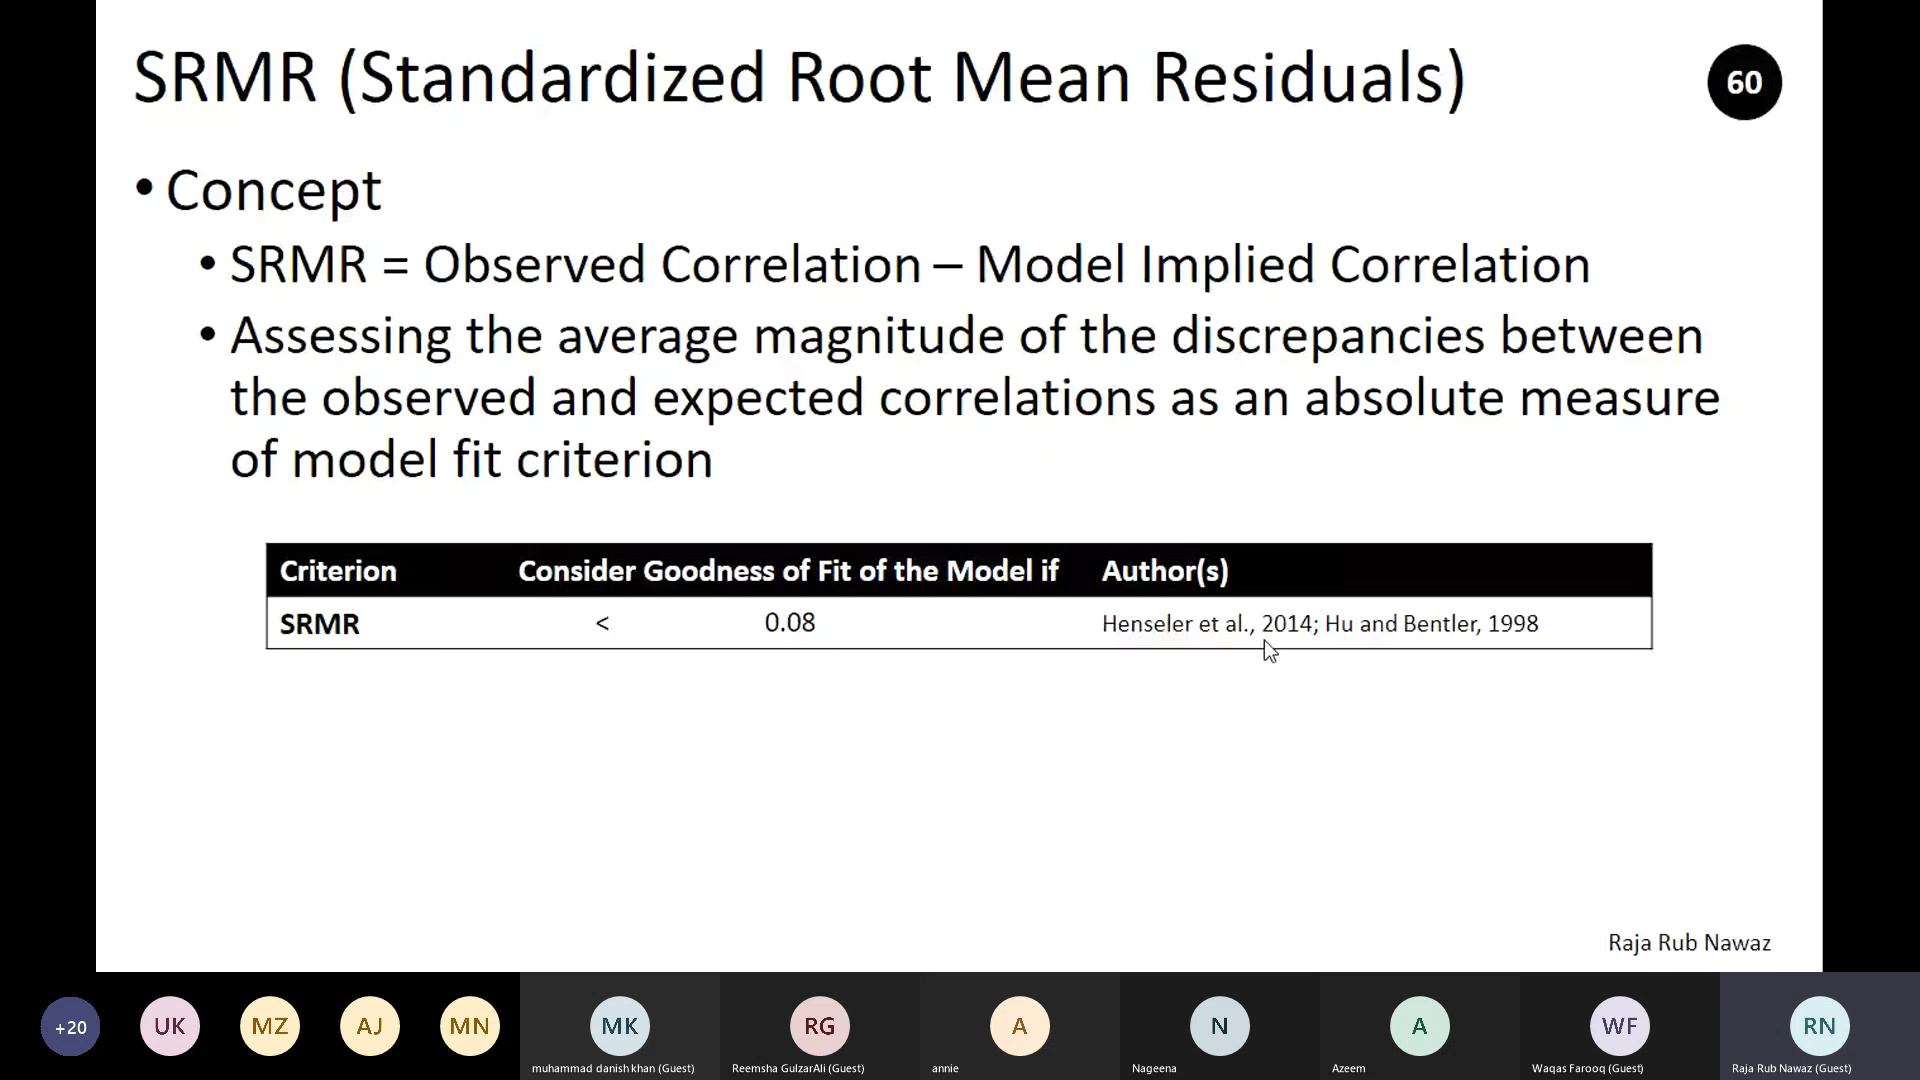 SRMR (Standardized Root Mean Residuals)
60
• Concept
• SRMR = Observed Correlation – Model Implied Correlation
• Assessing the average magnitude of the discrepancies between
the observed and expected correlations as an absolute measure
of model fit criterion
Criterion Consider Goodness of Fit of the Model if Author(s)
SRMR < 0.08 Henseler et al., 2014; Hu and Bentler, 1998
Raja Rub Nawaz
+20 UK MZ AJ MN MK RG A N A WF RN
muhammad danish khan (Guest) Reemsha GulzarAli (Guest) annie Nageena Azeem Waqas Farooq (Guest) Raja Rub Nawaz (Guest)